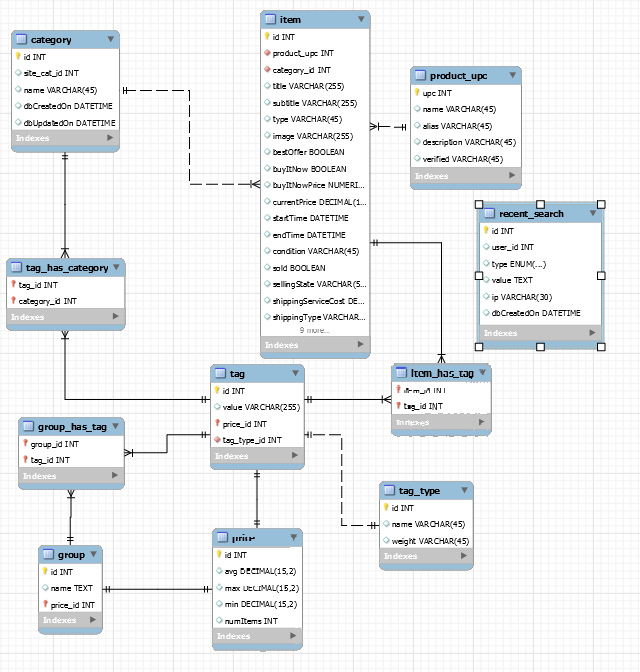 category
id INT
site_cat_id INT
name VARCHAR(45)
dbCreatedOn DATETIME
dbUpdatedOn DATETIME
Indexes
item
id INT
product_upc INT
category_id INT
title VARCHAR(255)
subtitle VARCHAR(255)
type VARCHAR(45)
image VARCHAR(255)
bestOffer BOOLEAN
buyItNow BOOLEAN
buyItNowPrice NUMERI...
currentPrice DECIMAL(1...
startTime DATETIME
endTime DATETIME
condition VARCHAR(45)
sold BOOLEAN
sellingState VARCHAR(5...
shippingServiceCost DE...
shippingType VARCHAR...
9 more...
Indexes
product_upc
upc INT
name VARCHAR(45)
alias VARCHAR(45)
description VARCHAR(45)
verified VARCHAR(45)
Indexes
recent_search
id INT
user_id INT
type ENUM(...)
value TEXT
ip VARCHAR(30)
dbCreatedOn DATETIME
Indexes
tag_has_category
tag_id INT
category_id INT
Indexes
tag
id INT
value VARCHAR(255)
price_id INT
tag_type_id INT
Indexes
item_has_tag
item_id INT
tag_id INT
Indexes
group_has_tag
group_id INT
tag_id INT
Indexes
tag_type
id INT
name VARCHAR(45)
weight VARCHAR(45)
Indexes
group
id INT
name TEXT
price_id INT
Indexes
price
id INT
avg DECIMAL(15,2)
max DECIMAL(15,2)
min DECIMAL(15,2)
numItems INT
Indexes